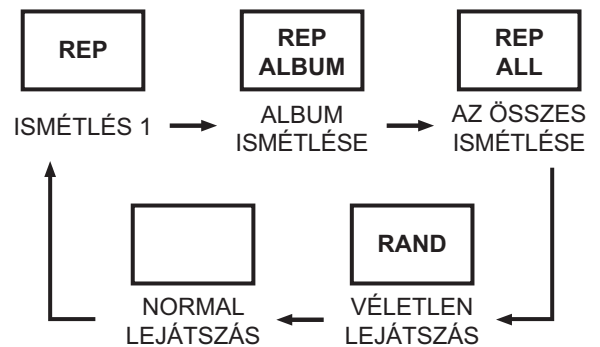 REP
REP
ALBUM
REP
ALL
ISMÉTLÉS 1
ALBUM
ISMÉTLÉSE
AZ ÖSSZES
ISMÉTLÉSE
RAND
NORMAL
LEJÁTSZÁS
VÉLETLEN
LEJÁTSZÁS